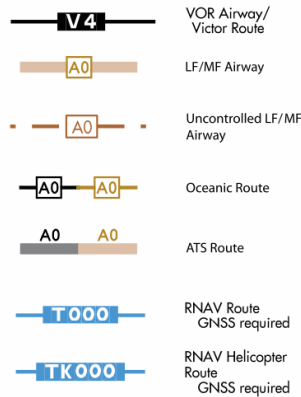 V 4
VOR Airway/
Victor Route
A0
LF/MF Airway
A0
Uncontrolled LF/MF
Airway
A0 A0
Oceanic Route
A0 A0
ATS Route
T000
RNAV Route
GNSS required
TK000
RNAV Helicopter
Route
GNSS required